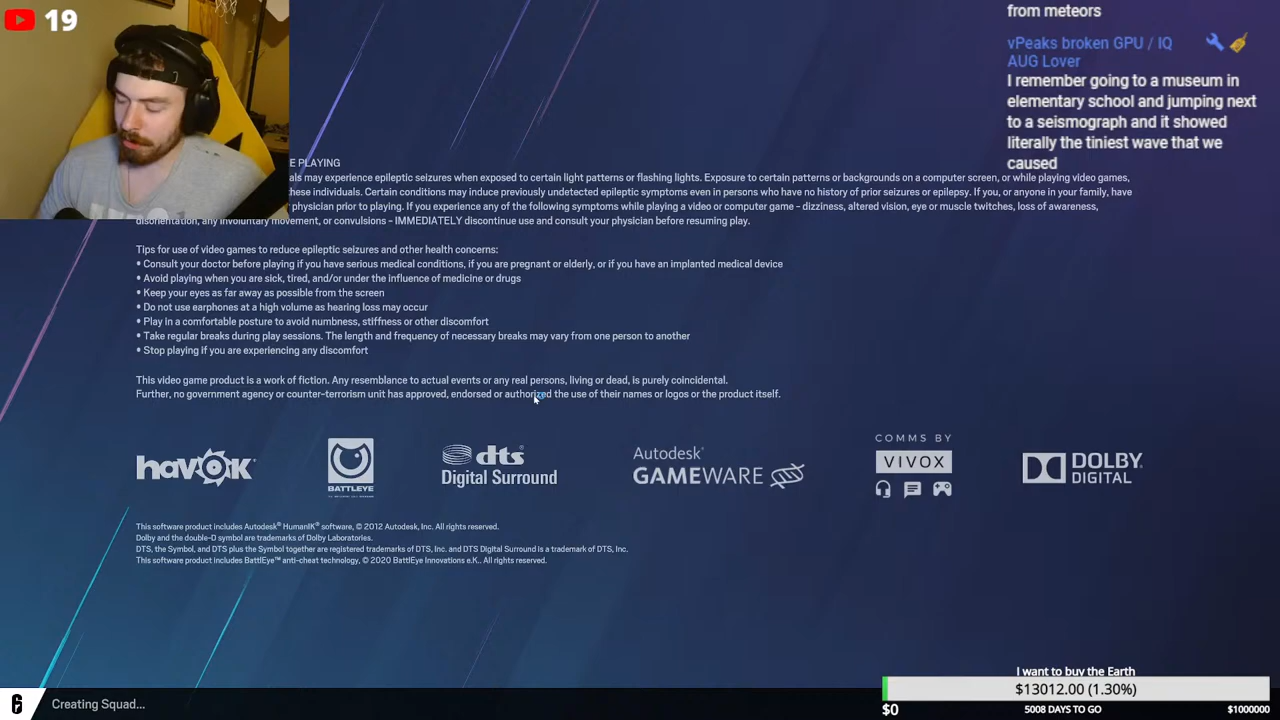 19
from meteors
vPeaks broken GPU / IQ
AUG Lover
I remember going to a museum in
elementary school and jumping next
to a seismograph and it showed
literally the tiniest wave that we
caused
E PLAYING
als may experience epileptic seizures when exposed to certain light patterns or flashing lights. Exposure to certain patterns or backgrounds on a computer screen, or while playing video games,
hese individuals. Certain conditions may induce previously undetected epileptic symptoms even in persons who have no history of prior seizures or epilepsy. If you, or anyone in your family, have
physician prior to playing. If you experience any of the following symptoms while playing a video or computer game - dizziness, altered vision, eye or muscle twitches, loss of awareness,
disorientation, any involuntary movement, or convulsions - IMMEDIATELY discontinue use and consult your physician before resuming play.
Tips for use of video games to reduce epileptic seizures and other health concerns:
• Consult your doctor before playing if you have serious medical conditions, if you are pregnant or elderly, or if you have an implanted medical device
• Avoid playing when you are sick, tired, and/or under the influence of medicine or drugs
• Keep your eyes as far away as possible from the screen
• Do not use earphones at a high volume as hearing loss may occur
• Play in a comfortable posture to avoid numbness, stiffness or other discomfort
• Take regular breaks during play sessions. The length and frequency of necessary breaks may vary from one person to another
• Stop playing if you are experiencing any discomfort
This video game product is a work of fiction. Any resemblance to actual events or any real persons, living or dead, is purely coincidental.
Further, no government agency or counter-terrorism unit has approved, endorsed or authorized the use of their names or logos or the product itself.
havok
BATTLEYE
dts
Digital Surround
Autodesk®
GAMEWARE
COMMS BY
VIVOX
DOLBY
DIGITAL
This software product includes Autodesk® HumanIK® software, © 2012 Autodesk, Inc. All rights reserved.
Dolby and the double-D symbol are trademarks of Dolby Laboratories.
DTS, the Symbol, and DTS plus the Symbol together are registered trademarks of DTS, Inc. and DTS Digital Surround is a trademark of DTS, Inc.
This software product includes BattlEye™ anti-cheat technology, © 2020 BattlEye Innovations e.K.. All rights reserved.
Creating Squad...
I want to buy the Earth
$13012.00 (1.30%)
$0
5008 DAYS TO GO
$1000000